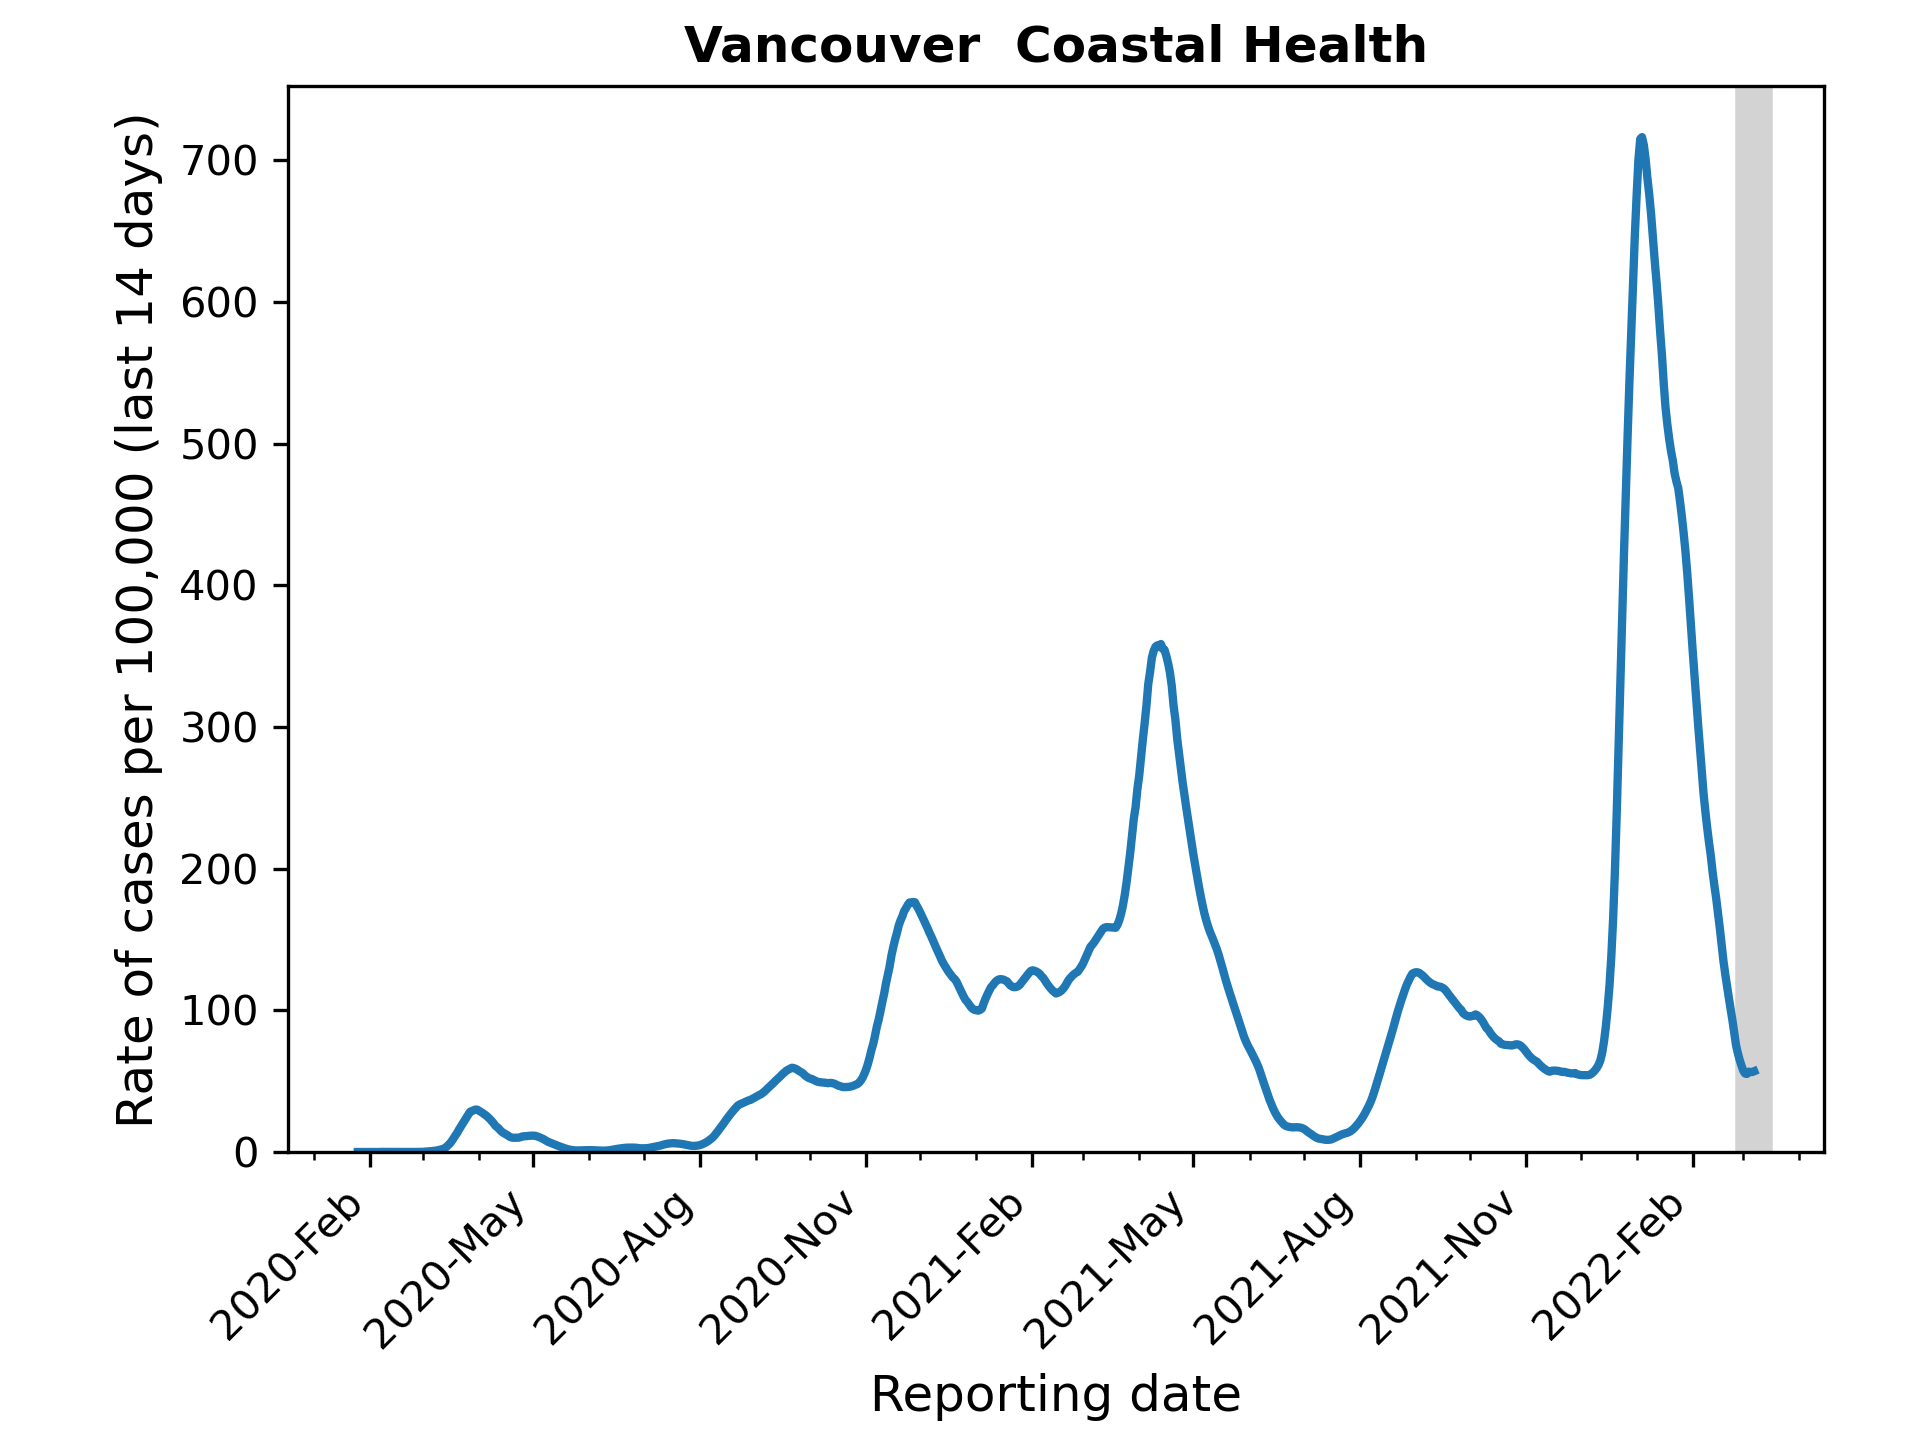 Vancouver  Coastal Health
Rate of cases per 100,000 (last 14 days)
700
600
500
400
300
200
100
0
2020-Feb
2020-May
2020-Aug
2020-Nov
2021-Feb
2021-May
2021-Aug
2021-Nov
2022-Feb
Reporting date